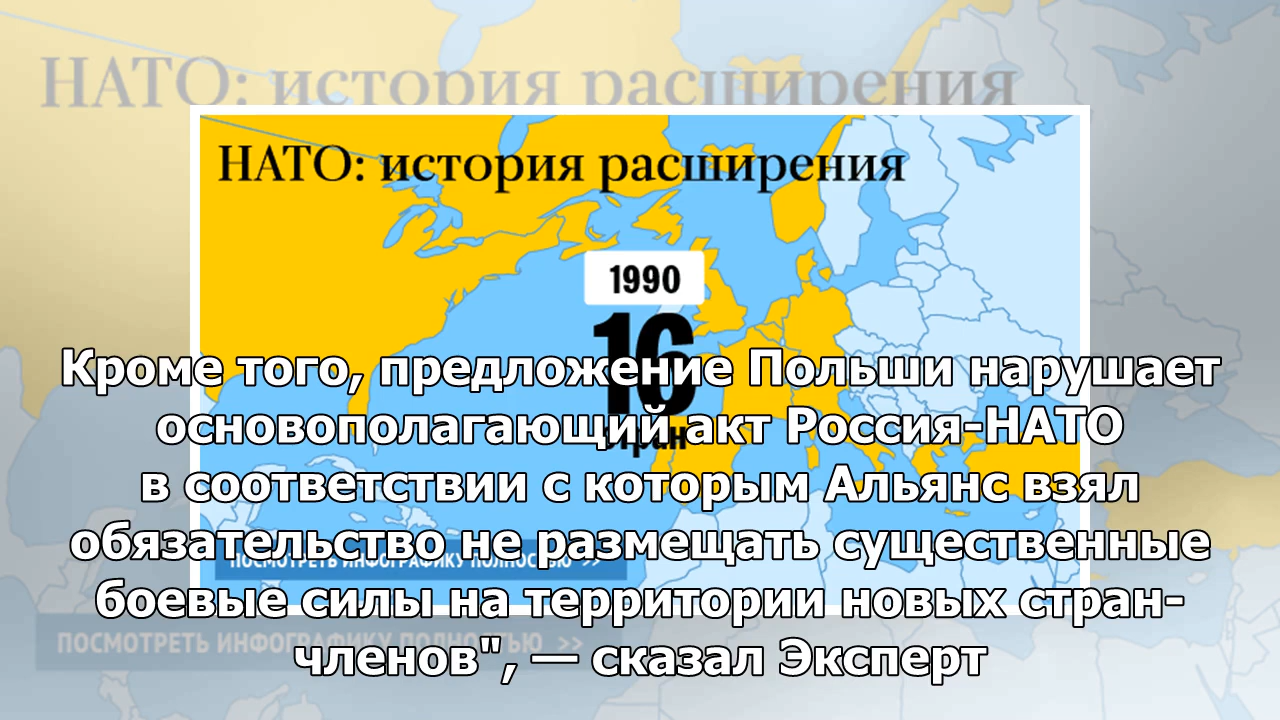 НАТО: история расширения
НАТО: история расширения
1990
16
стран
Кроме того, предложение Польши нарушает
основополагающий акт Россия-НАТО
в соответствии с которым Альянс взял
обязательство не размещать существенные
боевые силы на территории новых стран-
членов", — сказал Эксперт
ПОСМОТРЕТЬ ИНФОГРАФИКУ ПОЛНОСТЬЮ >>
ПОСМОТРЕТЬ ИНФОГРАФИКУ ПОЛНОСТЬЮ >>